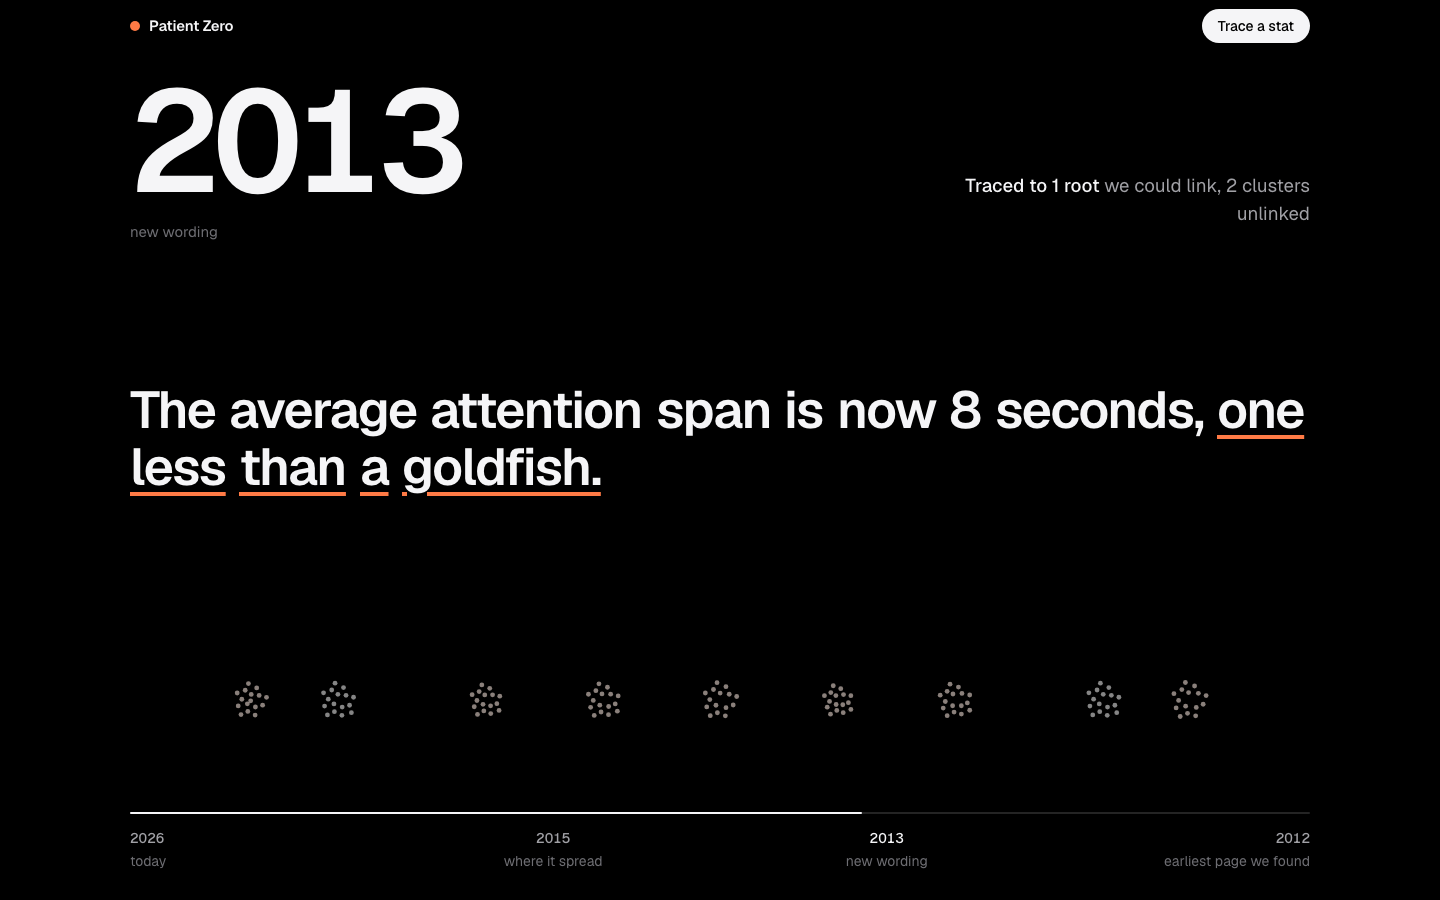 Patient Zero
Trace a stat
2013
new wording
Traced to 1 root we could link, 2 clusters
unlinked
The average attention span is now 8 seconds, one
less than a goldfish.
2026
today
2015
where it spread
2013
new wording
2012
earliest page we found